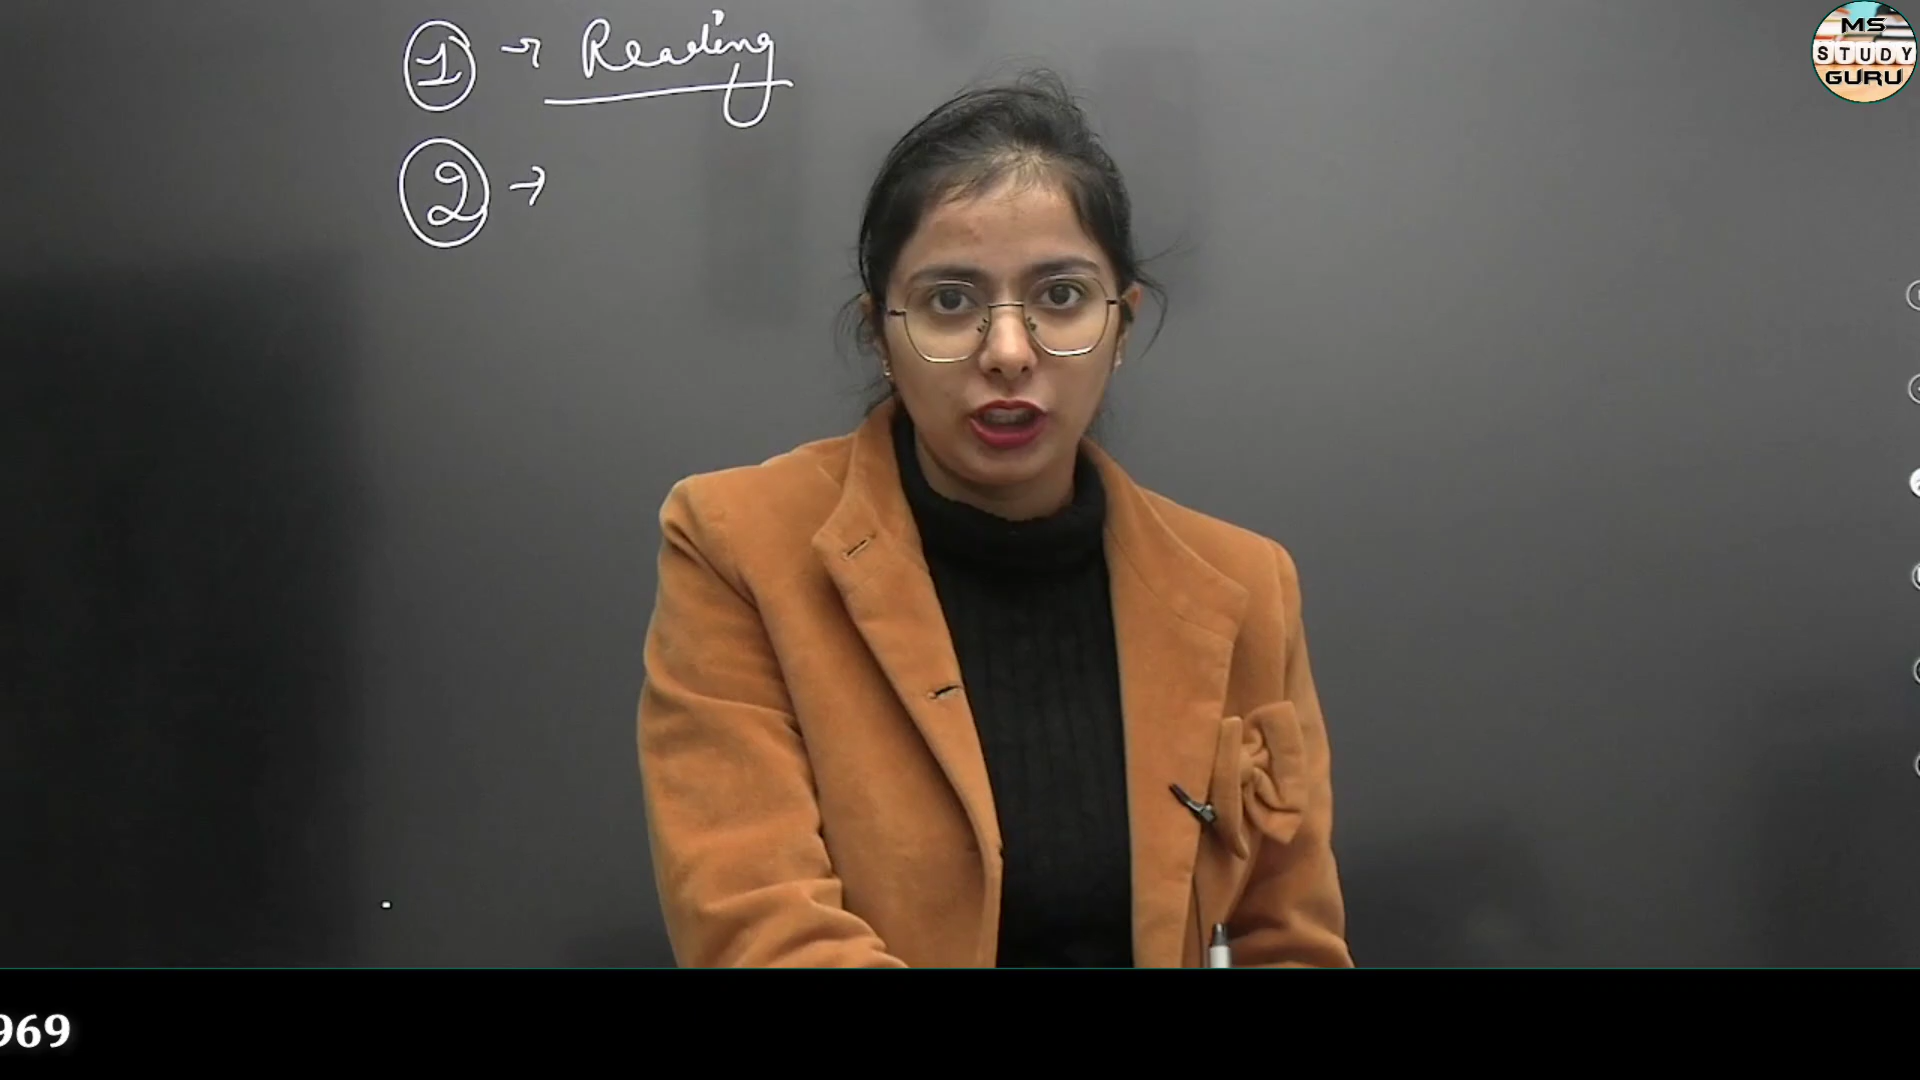 ① → Reading
② →
MS
STUDY
GURU
969